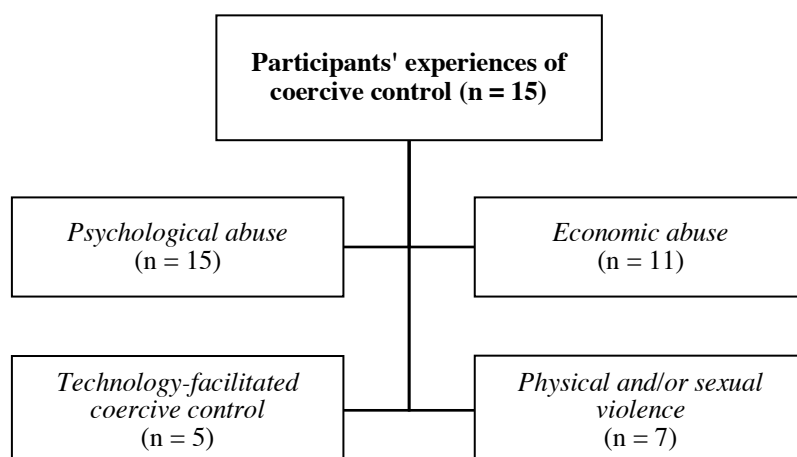 Participants' experiences of
coercive control (n = 15)
Psychological abuse
(n = 15)
Economic abuse
(n = 11)
Technology-facilitated
coercive control
(n = 5)
Physical and/or sexual
violence
(n = 7)